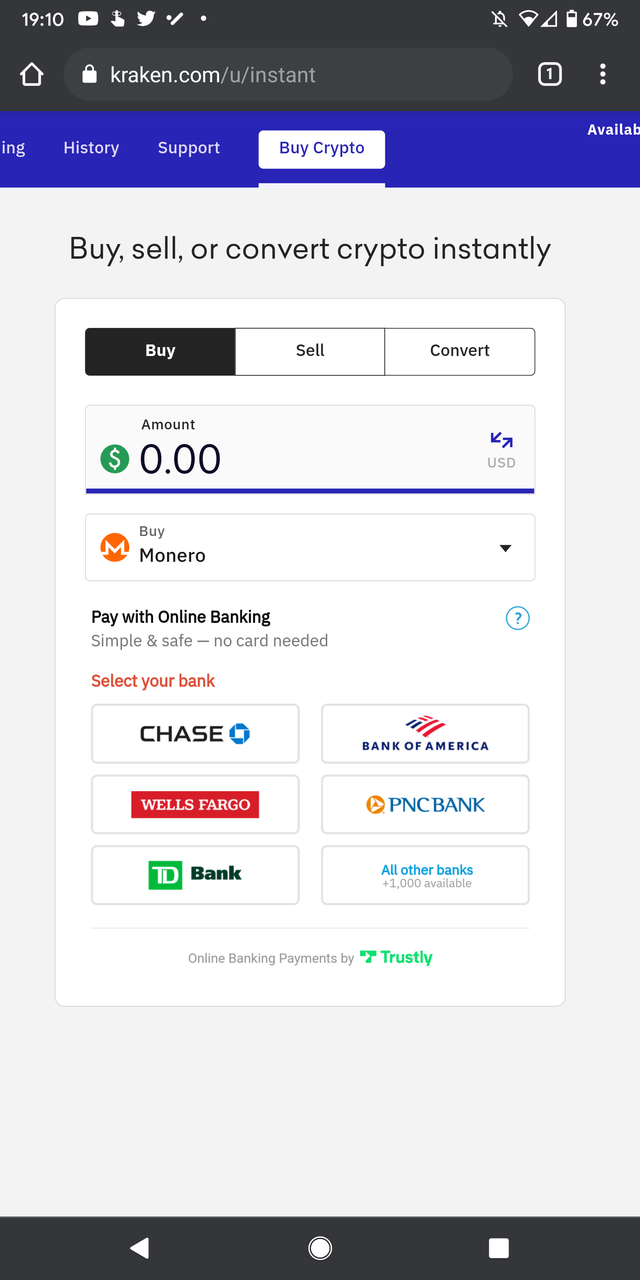 19:10
67%
kraken.com/u/instant
1
Availab
ing
History
Support
Buy Crypto
Buy, sell, or convert crypto instantly
Buy
Sell
Convert
Amount
$ 0.00
USD
Buy
Monero
Pay with Online Banking
?
Simple & safe — no card needed
Select your bank
CHASE
BANK OF AMERICA
WELLS FARGO
PNC BANK
TD Bank
All other banks
+1,000 available
Online Banking Payments by Trustly